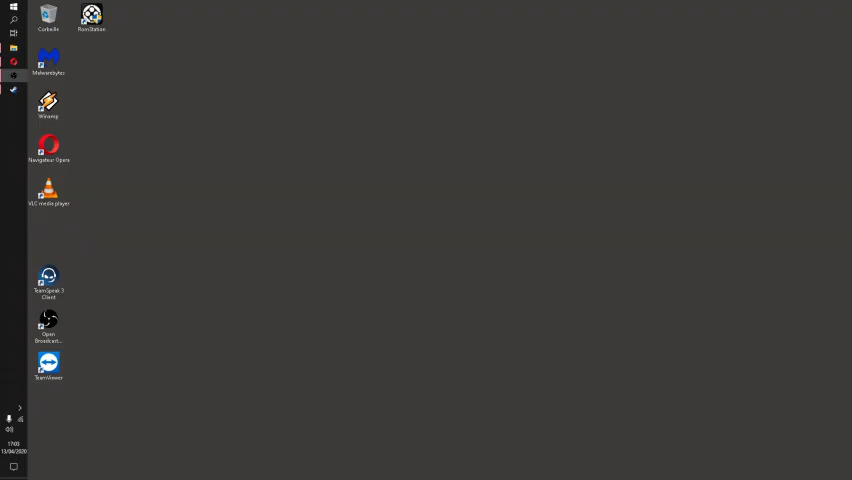 Corbeille
RomStation
Malwarebytes
Winamp
Navigateur Opera
VLC media player
TeamSpeak 3
Client
Open
Broadcast...
TeamViewer
17:03
13/04/2020